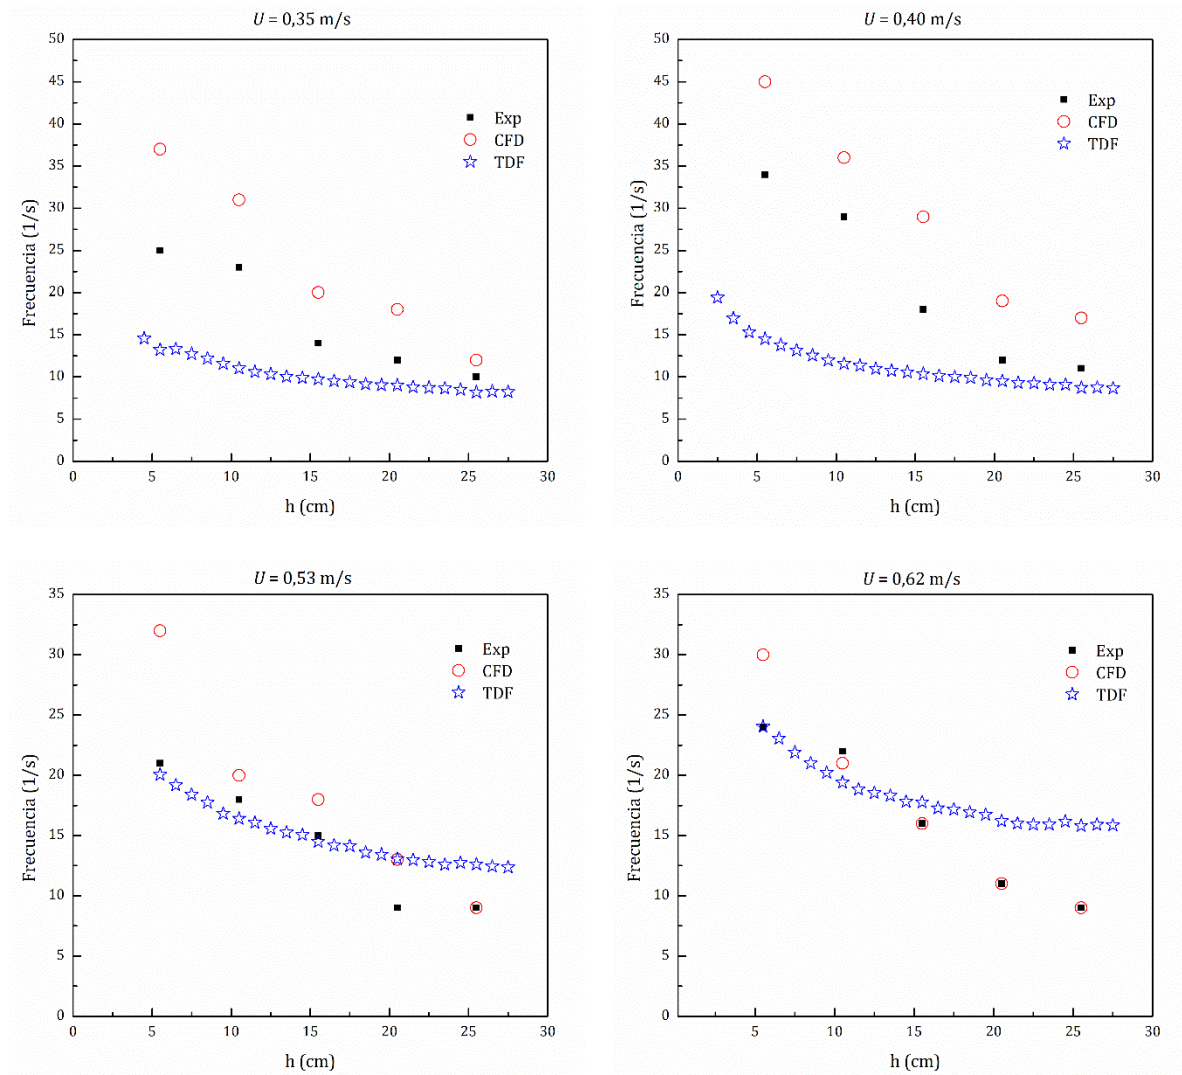 U = 0,35 m/s
50
45
40
35
30
25
20
15
10
5
0
Frecuencia (1/s)
Exp
CFD
TDF
0 5 10 15 20 25 30
h (cm)
U = 0,40 m/s
50
45
40
35
30
25
20
15
10
5
0
Frecuencia (1/s)
Exp
CFD
TDF
0 5 10 15 20 25 30
h (cm)
U = 0,53 m/s
35
30
25
20
15
10
5
0
Frecuencia (1/s)
Exp
CFD
TDF
0 5 10 15 20 25 30
h (cm)
U = 0,62 m/s
35
30
25
20
15
10
5
0
Frecuencia (1/s)
Exp
CFD
TDF
5 10 15 20 25 30
h (cm)